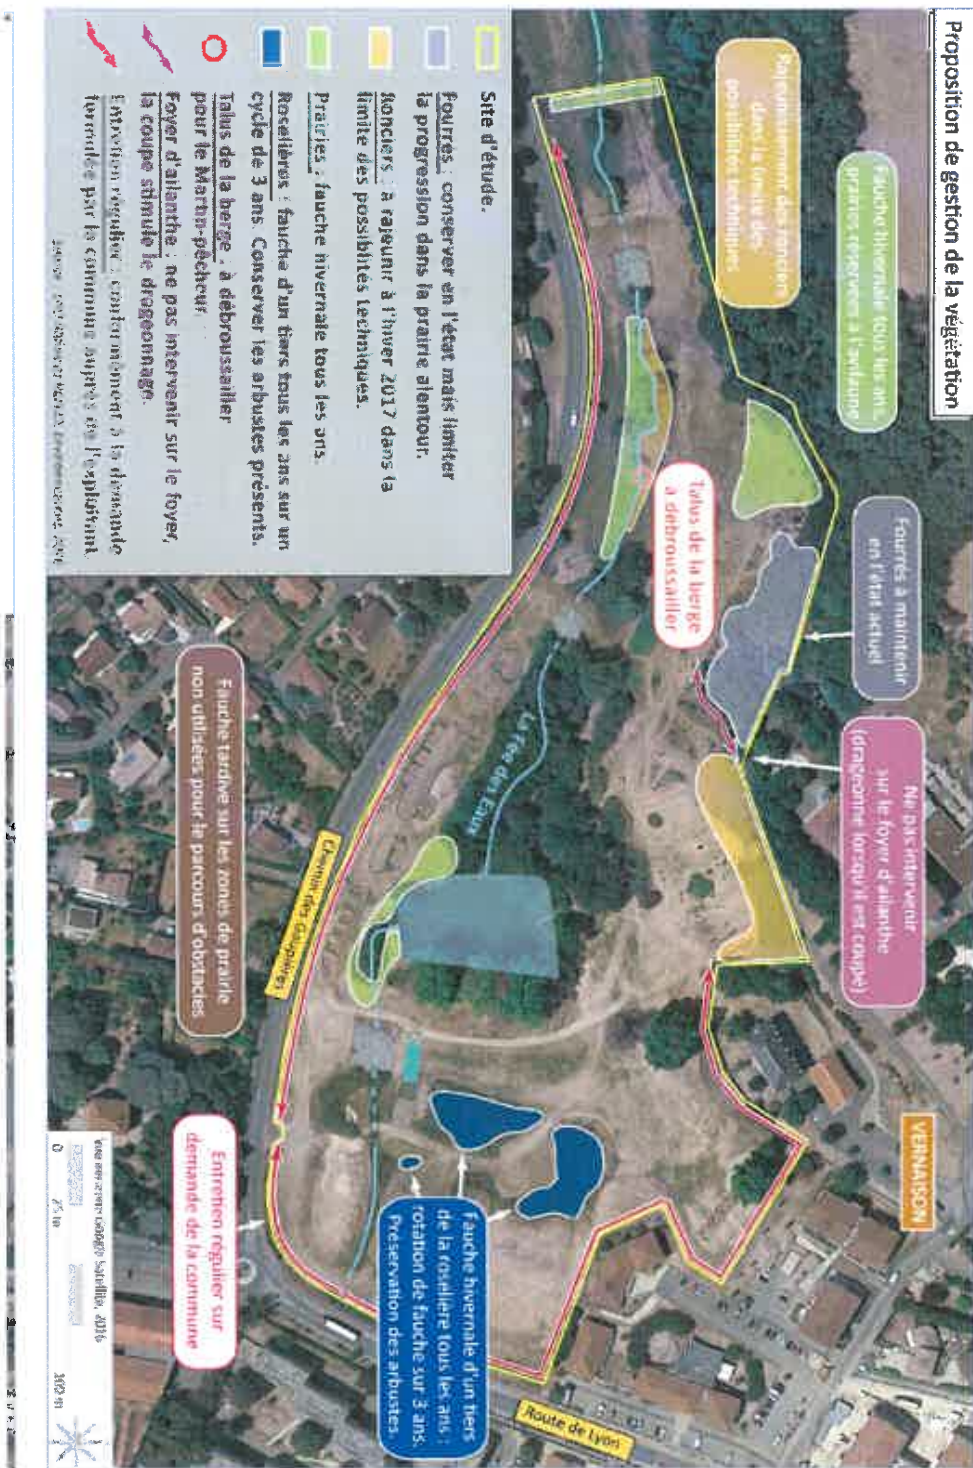 Proposition de gestion de la végétation
Rajeunissement des ronciers
dans la limite des
possibilités techniques
Fauche hivernale tous les ans,
Fourrés à maintenir
en l'état actuel
Ne pas intervenir
sur le foyer d'ailanthe
(drageonne lorsqu'il est coupé)
VERNAISON
Talus de la berge
à débroussailler
La Fée des Eaux
Chemin des
Fauche tardive sur les zones de prairie
non utilisées pour le parcours d'obstacles
Fauche hivernale d'un tiers
de la roselière tous les ans :
rotation de fauche sur 3 ans.
Préservation des arbustes.
Route de Lyon
Entretien régulier sur
demande de la commune
Site d'étude.
Fourrés : conserver en l'état mais limiter
la progression dans la prairie alentour.
Ronciers : à rajeunir à l'hiver 2017 dans la
limite des possibilités techniques.
Prairies : fauche hivernale tous les ans.
Roselières : faucha d'un tiers tous les ans sur un
cycle de 3 ans. Conserver les arbustes présents.
Talus de la berge : à débroussailler
pour le Martin-pêcheur.
Foyer d'ailanthe : ne pas intervenir sur le foyer,
la coupe stimule le drageonnage.
Entretien régulier : conformément à la demande
formulée par la commune auprès de l'exploitant.
Google Satellite, 2016
0
25 m
100 m